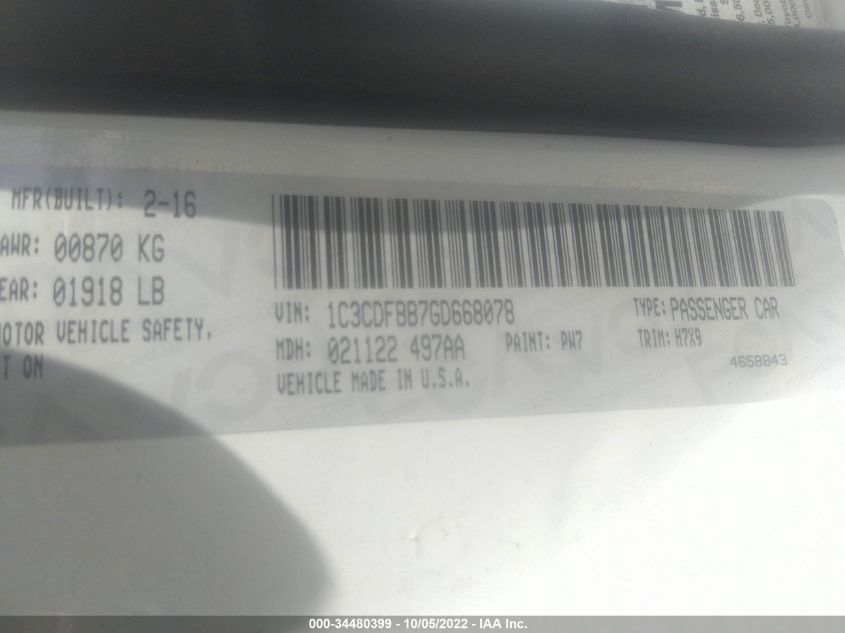 MFR(BUILT): 2-16
AWR: 00870 KG
EAR: 01918 LB
MOTOR VEHICLE SAFETY,
T ON
VIN: 1C3CDFBB7GD668078
TYPE: PASSENGER CAR
MDH: 021122 497AA
PAINT: PW7
TRIM: H7X9
VEHICLE MADE IN U.S.A.
4658843
000-34480399 - 10/05/2022 - IAA Inc.